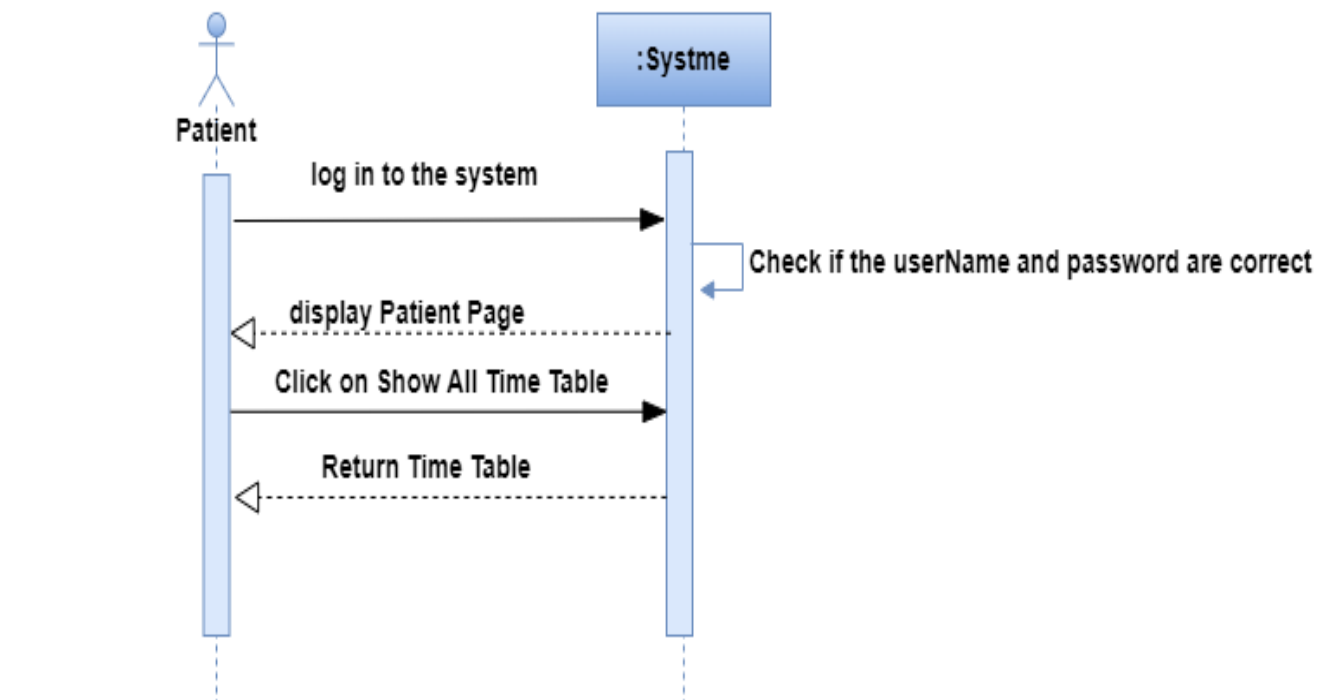 :Systme
Patient
log in to the system
Check if the userName and password are correct
display Patient Page
Click on Show All Time Table
Return Time Table